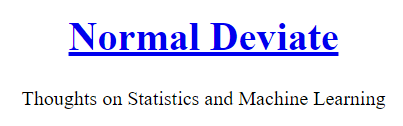 Normal Deviate
Thoughts on Statistics and Machine Learning